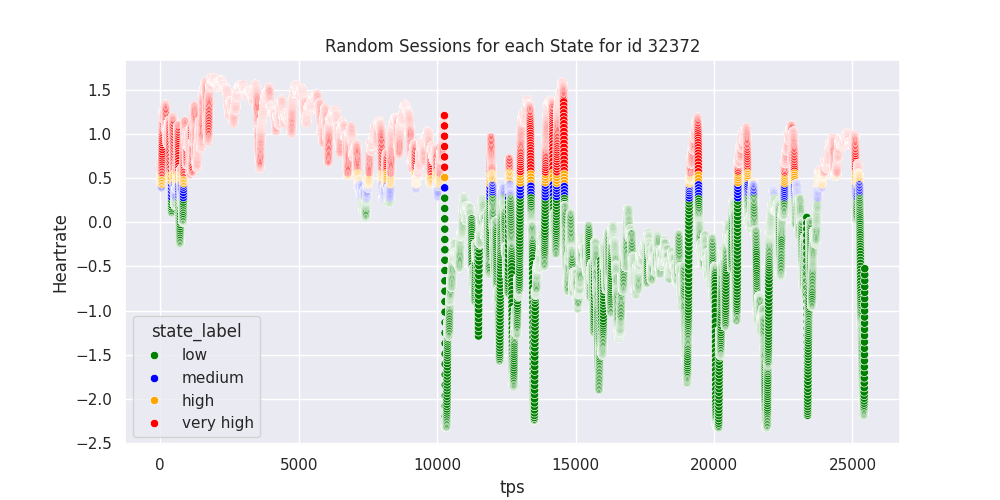 Random Sessions for each State for id 32372
Heartrate
1.5
1.0
0.5
0.0
−0.5
−1.0
−1.5
−2.0
−2.5
state_label
low
medium
high
very high
0
5000
10000
15000
20000
25000
tps